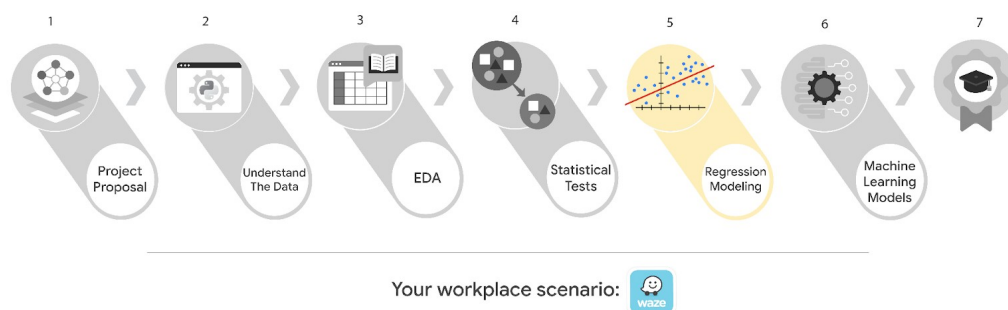 1
2
3
4
5
6
7
Project
Proposal
Understand
The Data
EDA
Statistical
Tests
Regression
Modeling
Machine
Learning
Models
Your workplace scenario:
waze